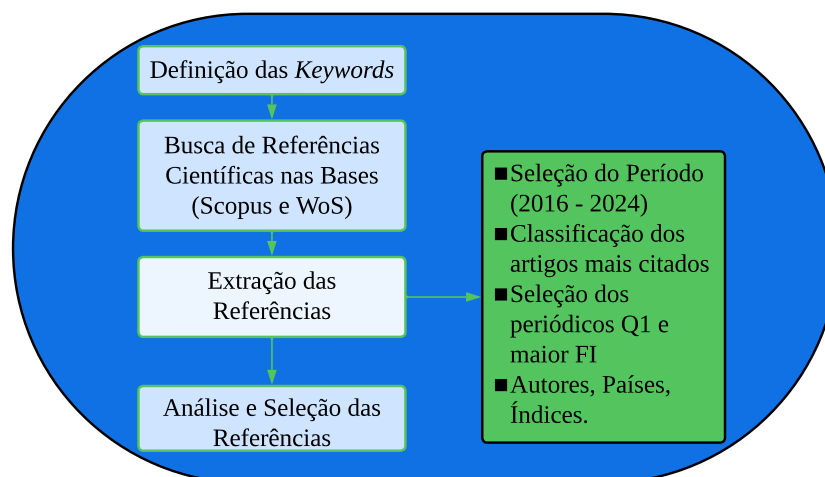 Definição das Keywords
Busca de Referências
Científicas nas Bases
(Scopus e WoS)
Extração das
Referências
Análise e Seleção das
Referências
■Seleção do Período
(2016 - 2024)
■Classificação dos
artigos mais citados
■Seleção dos
periódicos Q1 e
maior FI
■Autores, Países,
Índices.